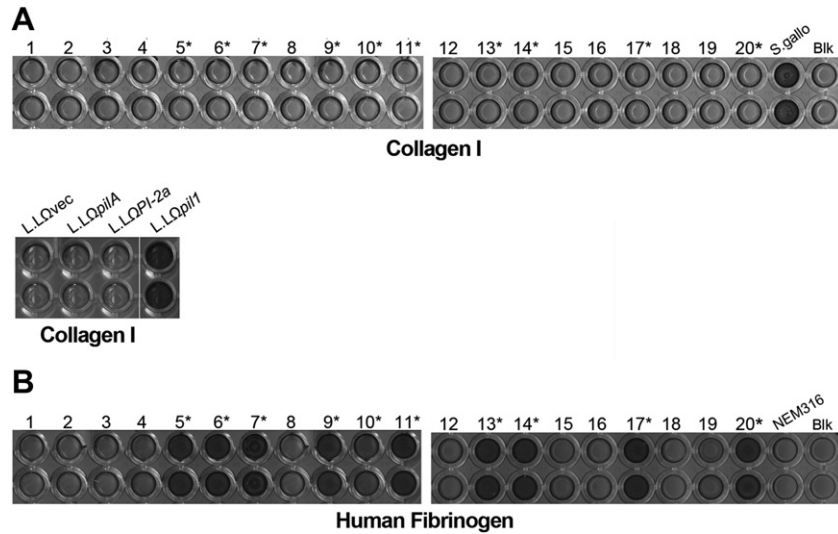 A
1 2 3 4 5* 6* 7* 8 9* 10* 11* 12 13* 14* 15 16 17* 18 19 20* S.gallo Blk
Collagen I
L.LΩvec L.LΩpilA L.LΩPI-2a L.LΩpil1
Collagen I
B
1 2 3 4 5* 6* 7* 8 9* 10* 11* 12 13* 14* 15 16 17* 18 19 20* NEM316 Blk
Human Fibrinogen